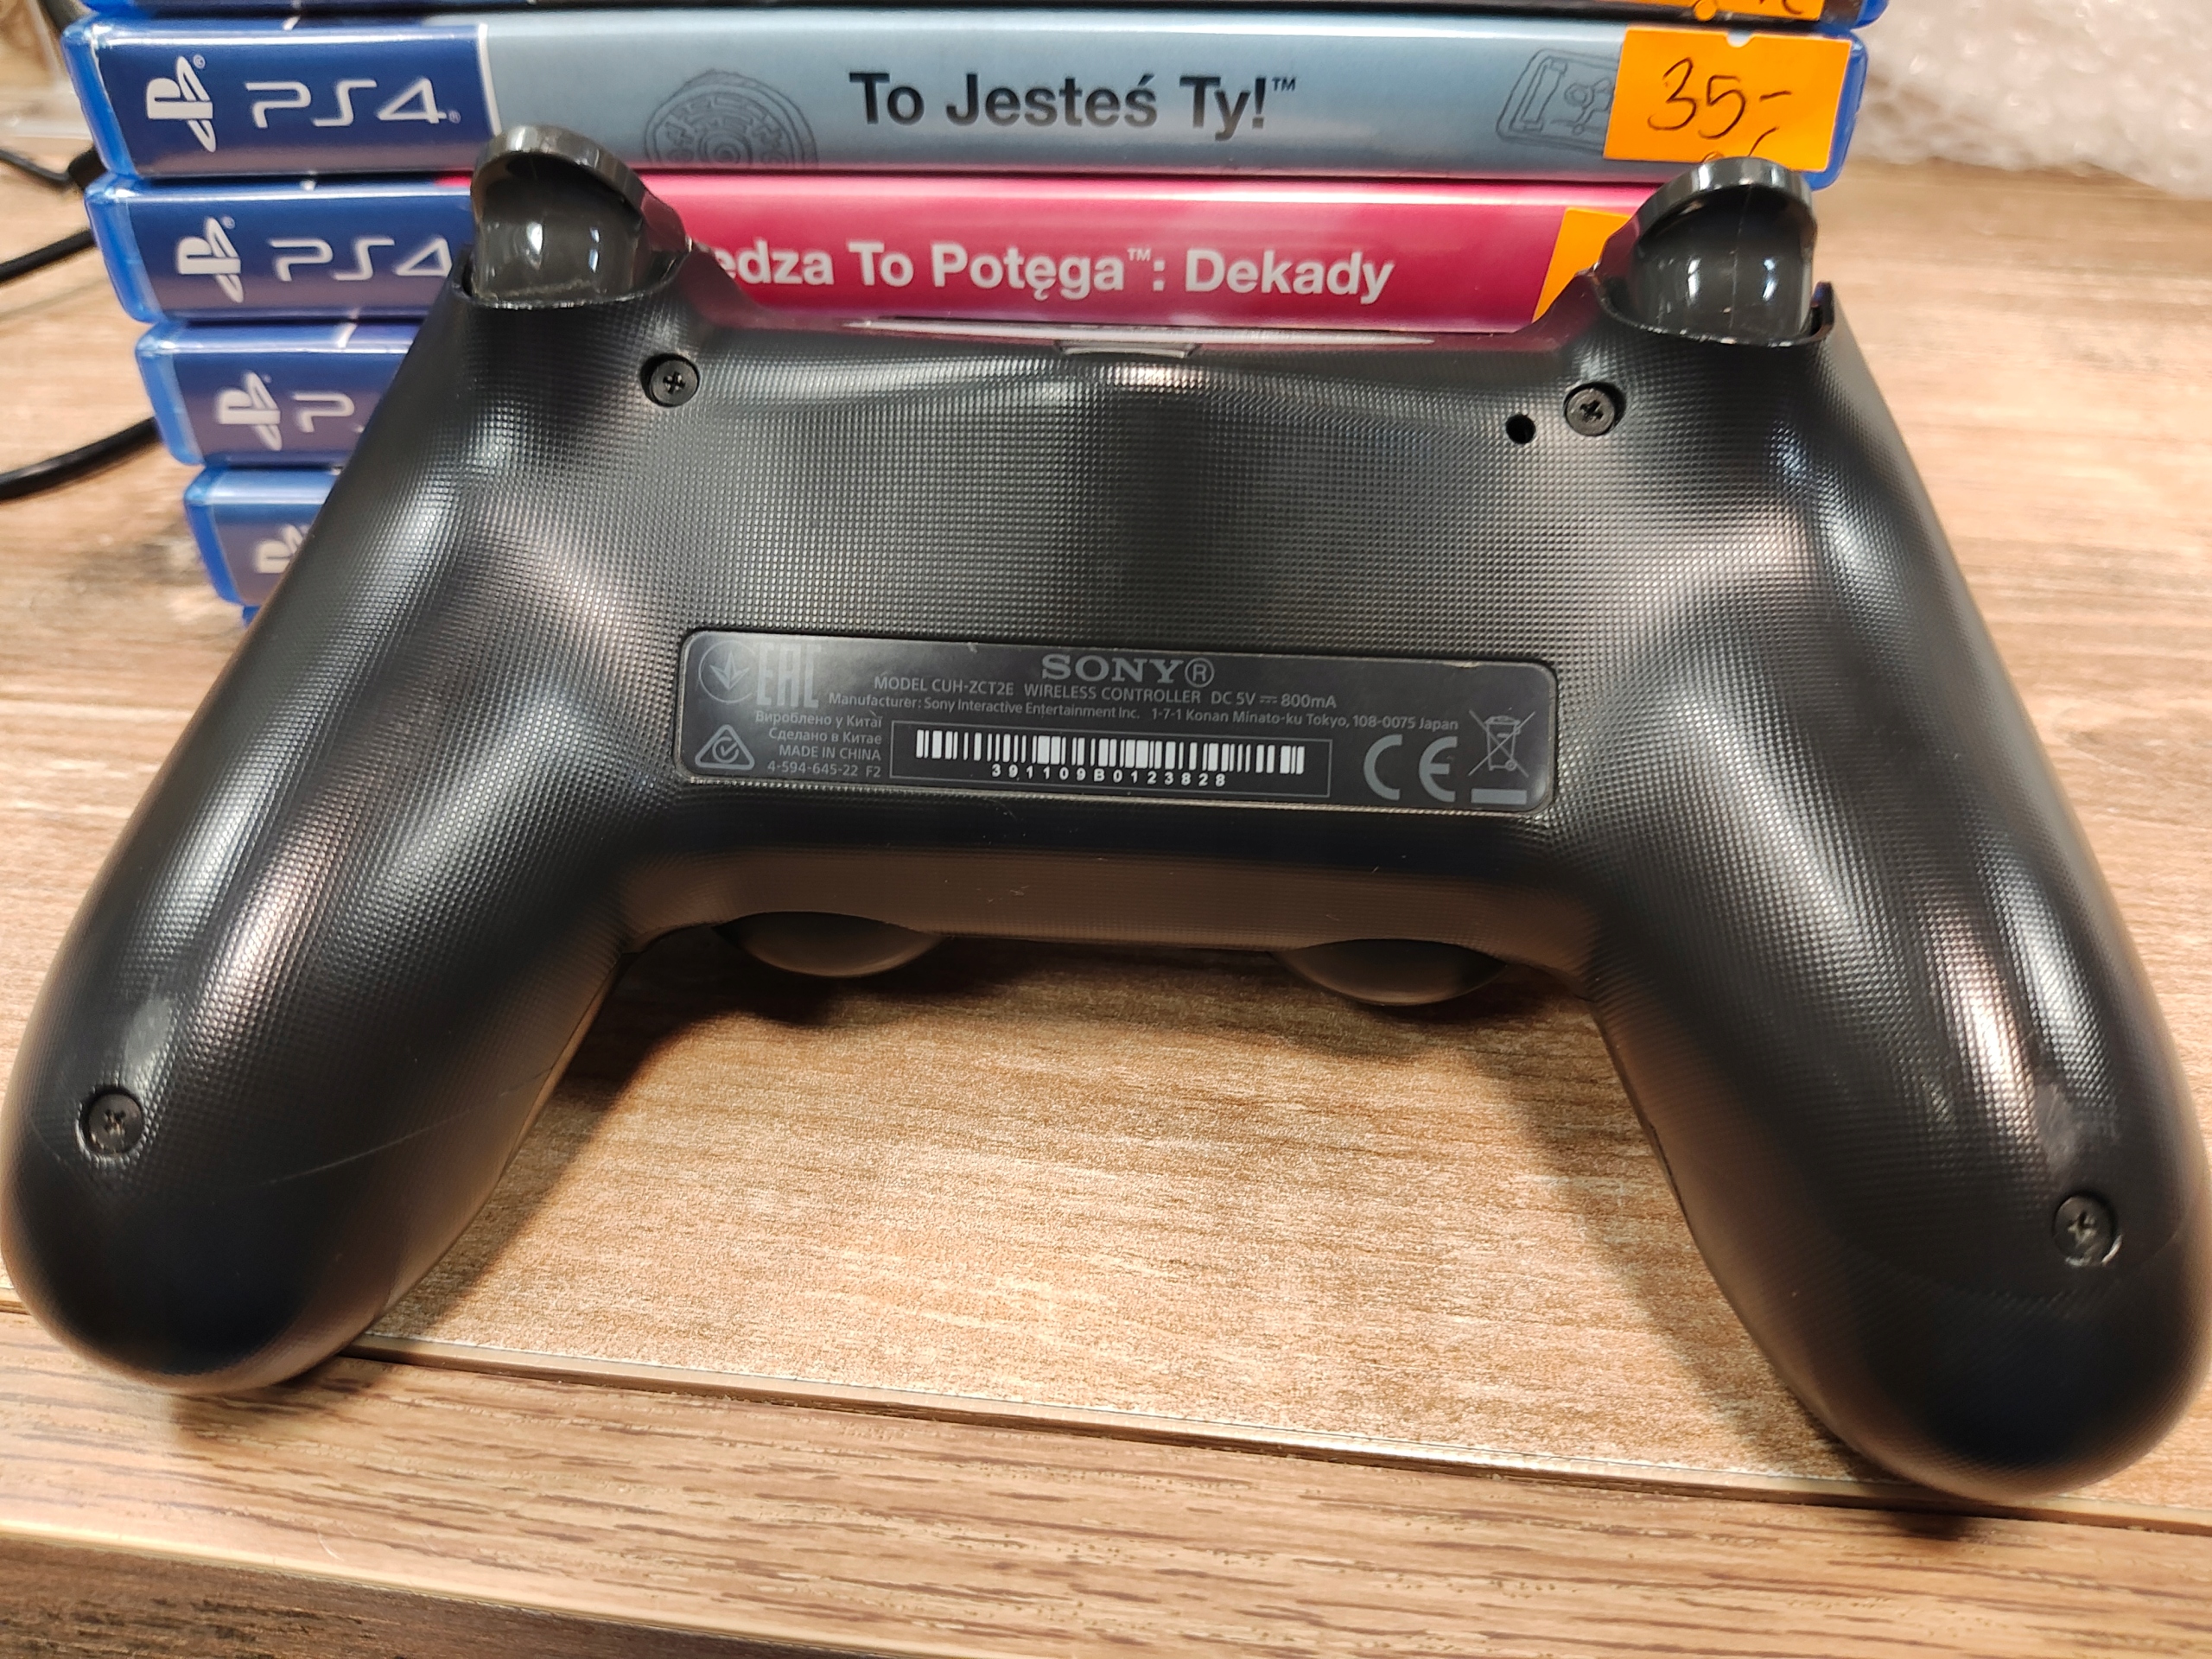 PS4
To Jesteś Ty!™
35,-
PS4
edza To Potęga™: Dekady
SONY®
EAC
MODEL CUH-ZCT2E WIRELESS CONTROLLER DC 5V ⎓ 800mA
Manufacturer: Sony Interactive Entertainment Inc. 1-7-1 Konan Minato-ku Tokyo, 108-0075 Japan
Вироблено у Китаї
Сделано в Китае
MADE IN CHINA
4-594-645-22 F2
391109B0123828
CE